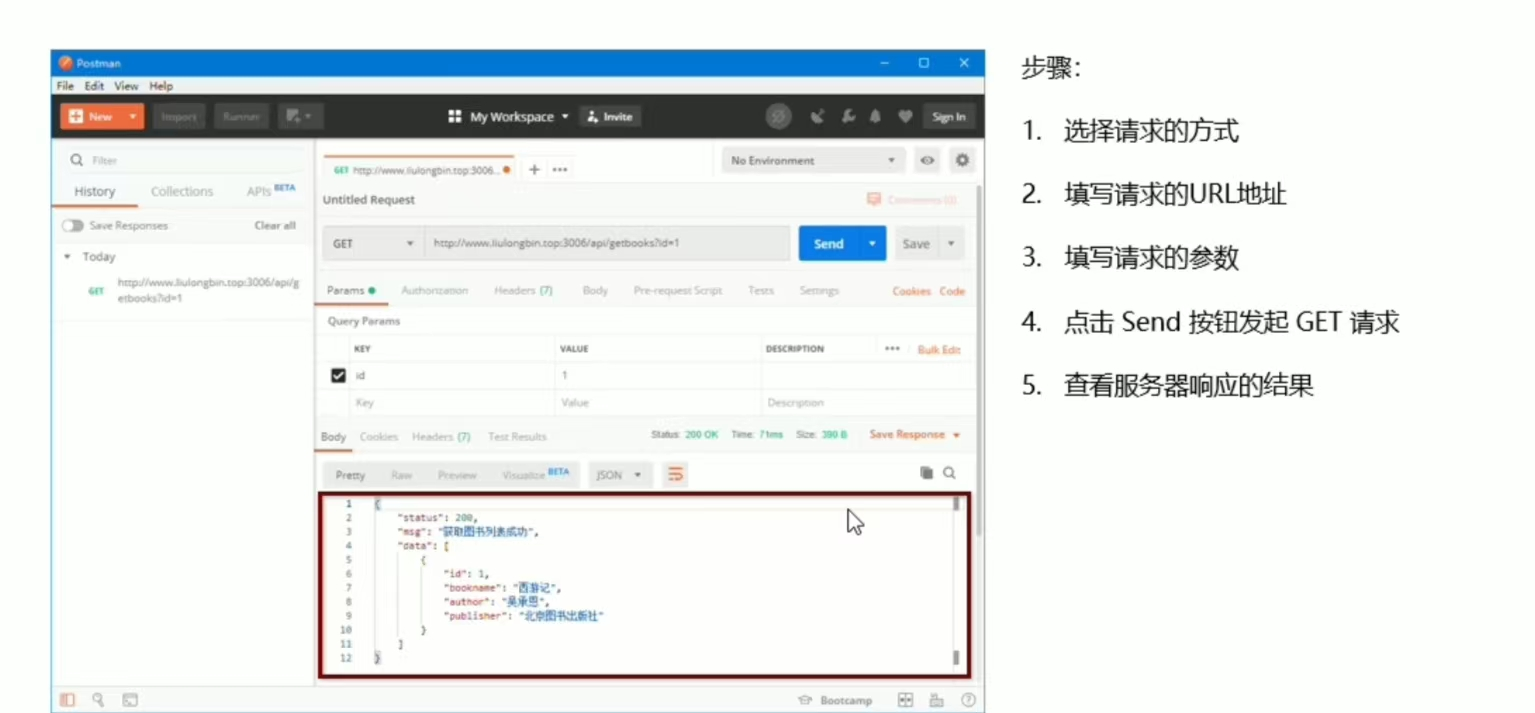 Postman
File Edit View Help
New Import Runner My Workspace Invite Sign In
Filter
History Collections APIs BETA
Save Responses Clear all
Today
GET http://www.liulongbin.top:3006/api/g
etbooks?id=1
GET http://www.liulongbin.top:3006... No Environment
Untitled Request Comments (0)
GET http://www.liulongbin.top:3006/api/getbooks?id=1 Send Save
Params Authorization Headers (7) Body Pre-request Script Tests Settings Cookies Code
Query Params
KEY VALUE DESCRIPTION ••• Bulk Edit
id 1
Key Value Description
Body Cookies Headers (7) Test Results Status: 200 OK Time: 71ms Size: 390 B Save Response
Pretty Raw Preview Visualize BETA JSON
1 {
2 "status": 200,
3 "msg": "获取图书列表成功",
4 "data": [
5 {
6 "id": 1,
7 "bookname": "西游记",
8 "author": "吴承恩",
9 "publisher": "北京图书出版社"
10 }
11 ]
12 }
Bootcamp
步骤：
1. 选择请求的方式
2. 填写请求的URL地址
3. 填写请求的参数
4. 点击 Send 按钮发起 GET 请求
5. 查看服务器响应的结果